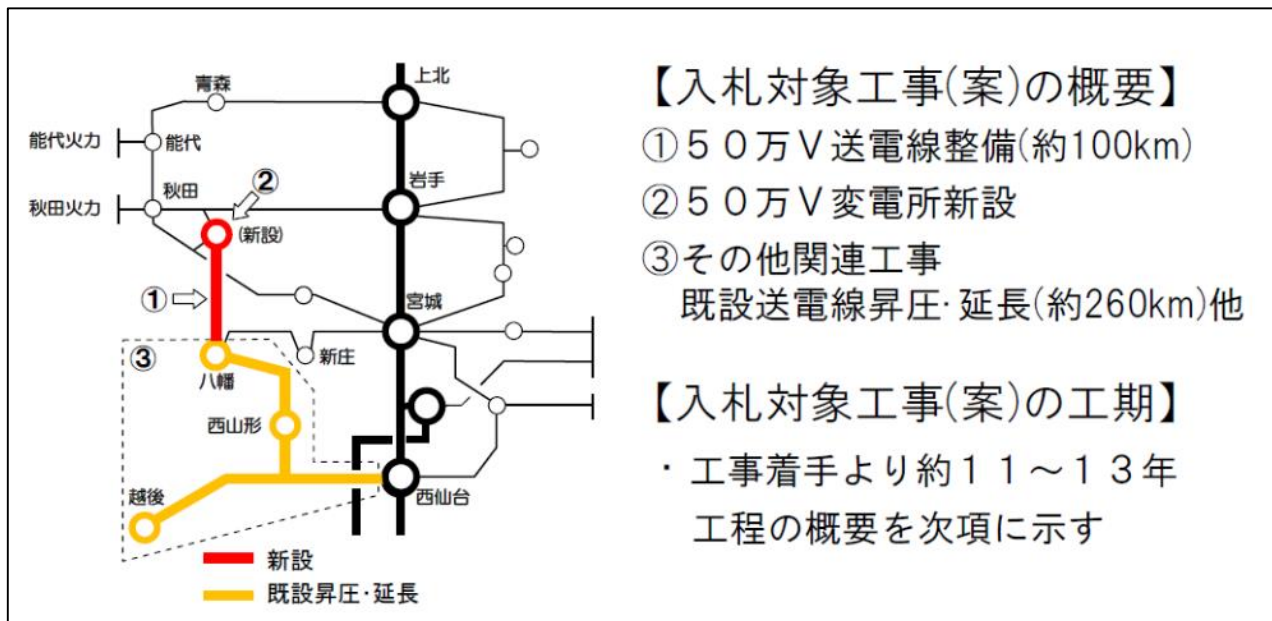 上北
青森
能代火力
能代
秋田
②
岩手
秋田火力
(新設)
①
宮城
③
新庄
八幡
西山形
越後
西仙台
新設
既設昇圧･延長
【入札対象工事(案)の概要】
①５０万Ｖ送電線整備(約100km)
②５０万Ｖ変電所新設
③その他関連工事
既設送電線昇圧･延長(約260km)他
【入札対象工事(案)の工期】
・工事着手より約１１～１３年
工程の概要を次項に示す